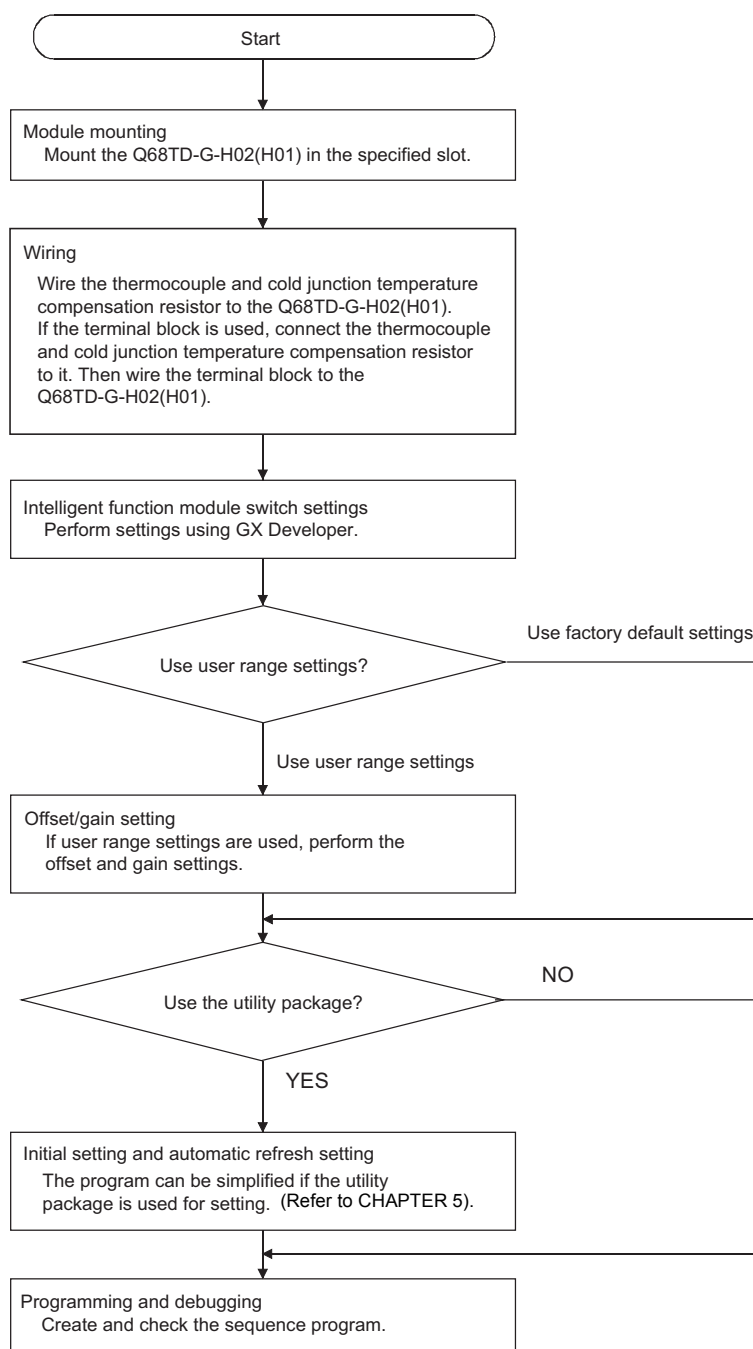 Start
Module mounting
Mount the Q68TD-G-H02(H01) in the specified slot.
Wiring
Wire the thermocouple and cold junction temperature
compensation resistor to the Q68TD-G-H02(H01).
If the terminal block is used, connect the thermocouple
and cold junction temperature compensation resistor
to it. Then wire the terminal block to the
Q68TD-G-H02(H01).
Intelligent function module switch settings
Perform settings using GX Developer.
Use user range settings?
Use factory default settings
Use user range settings
Offset/gain setting
If user range settings are used, perform the
offset and gain settings.
Use the utility package?
NO
YES
Initial setting and automatic refresh setting
The program can be simplified if the utility
package is used for setting. (Refer to CHAPTER 5).
Programming and debugging
Create and check the sequence program.